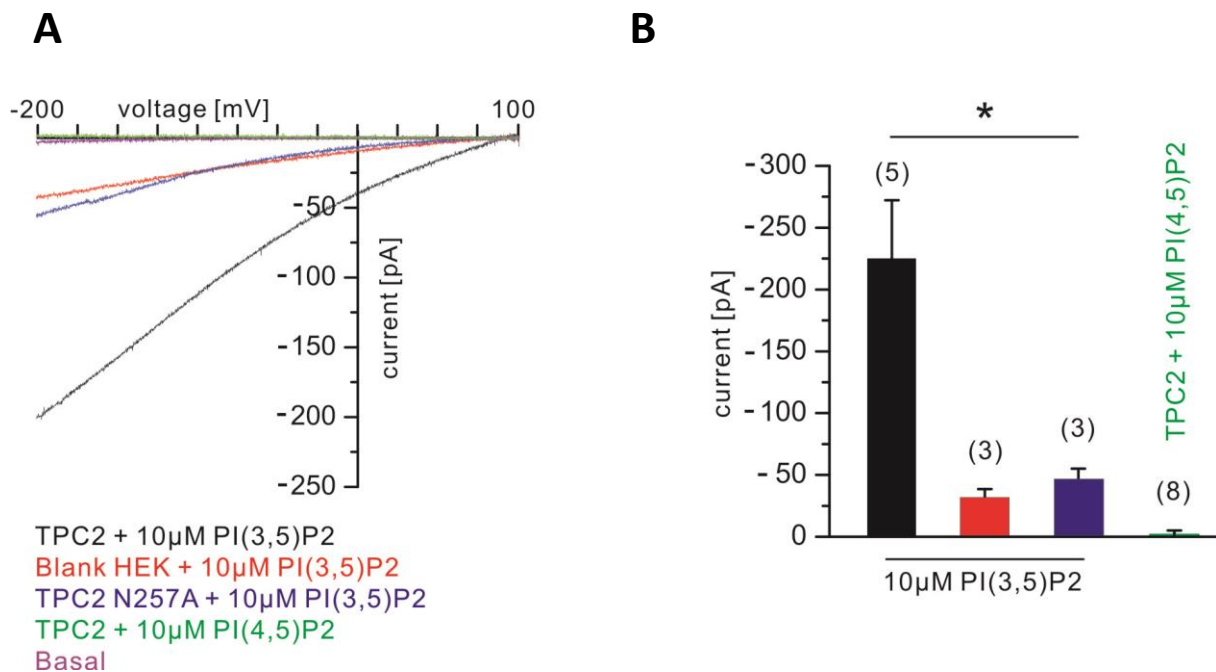 A
B
-200 voltage [mV] 100
-50
-100
-150
-200
-250
current [pA]
TPC2 + 10µM PI(3,5)P2
Blank HEK + 10µM PI(3,5)P2
TPC2 N257A + 10µM PI(3,5)P2
TPC2 + 10µM PI(4,5)P2
Basal
*
-300
-250
-200
-150
-100
-50
0
current [pA]
(5)
(3)
(3)
(8)
TPC2 + 10µM PI(4,5)P2
10µM PI(3,5)P2